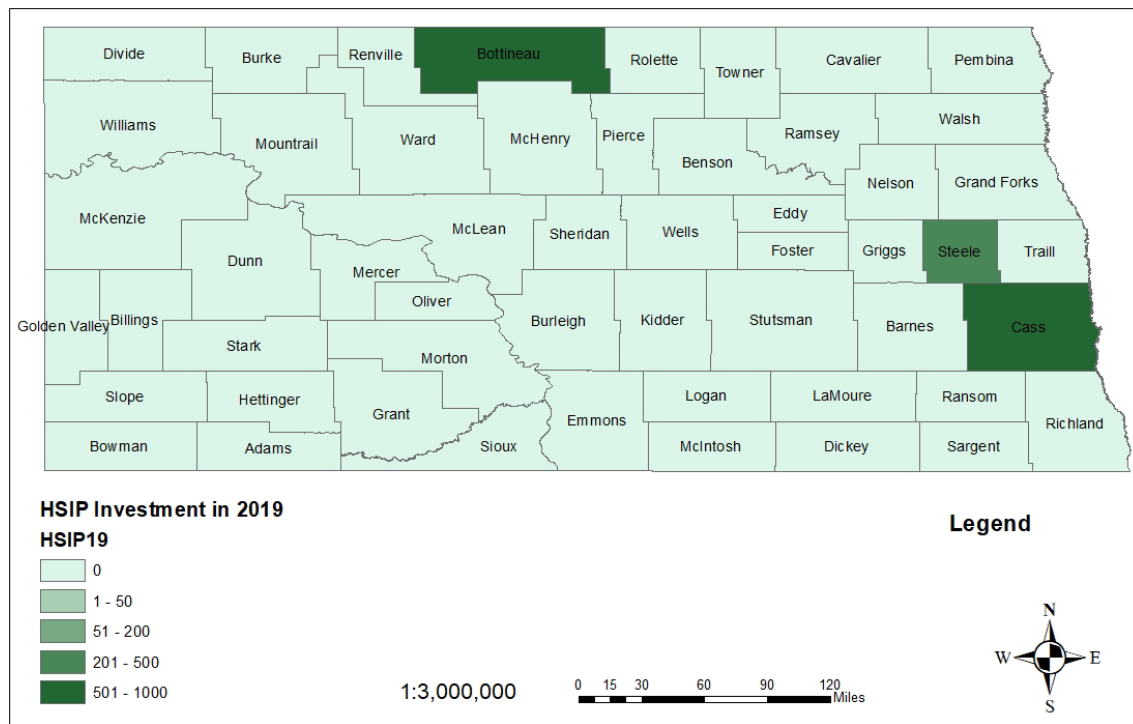 Divide
Burke
Renville
Bottineau
Rolette
Towner
Cavalier
Pembina
Williams
Mountrail
Ward
McHenry
Pierce
Benson
Ramsey
Walsh
Nelson
Grand Forks
McKenzie
Dunn
McLean
Mercer
Oliver
Sheridan
Wells
Eddy
Foster
Griggs
Steele
Traill
Golden Valley
Billings
Stark
Morton
Burleigh
Kidder
Stutsman
Barnes
Cass
Slope
Hettinger
Grant
Emmons
Logan
LaMoure
Ransom
Richland
Bowman
Adams
Sioux
McIntosh
Dickey
Sargent
HSIP Investment in 2019
HSIP19
0
1 - 50
51 - 200
201 - 500
501 - 1000
1:3,000,000
0 15 30 60 90 120
Miles
Legend
N
W E
S